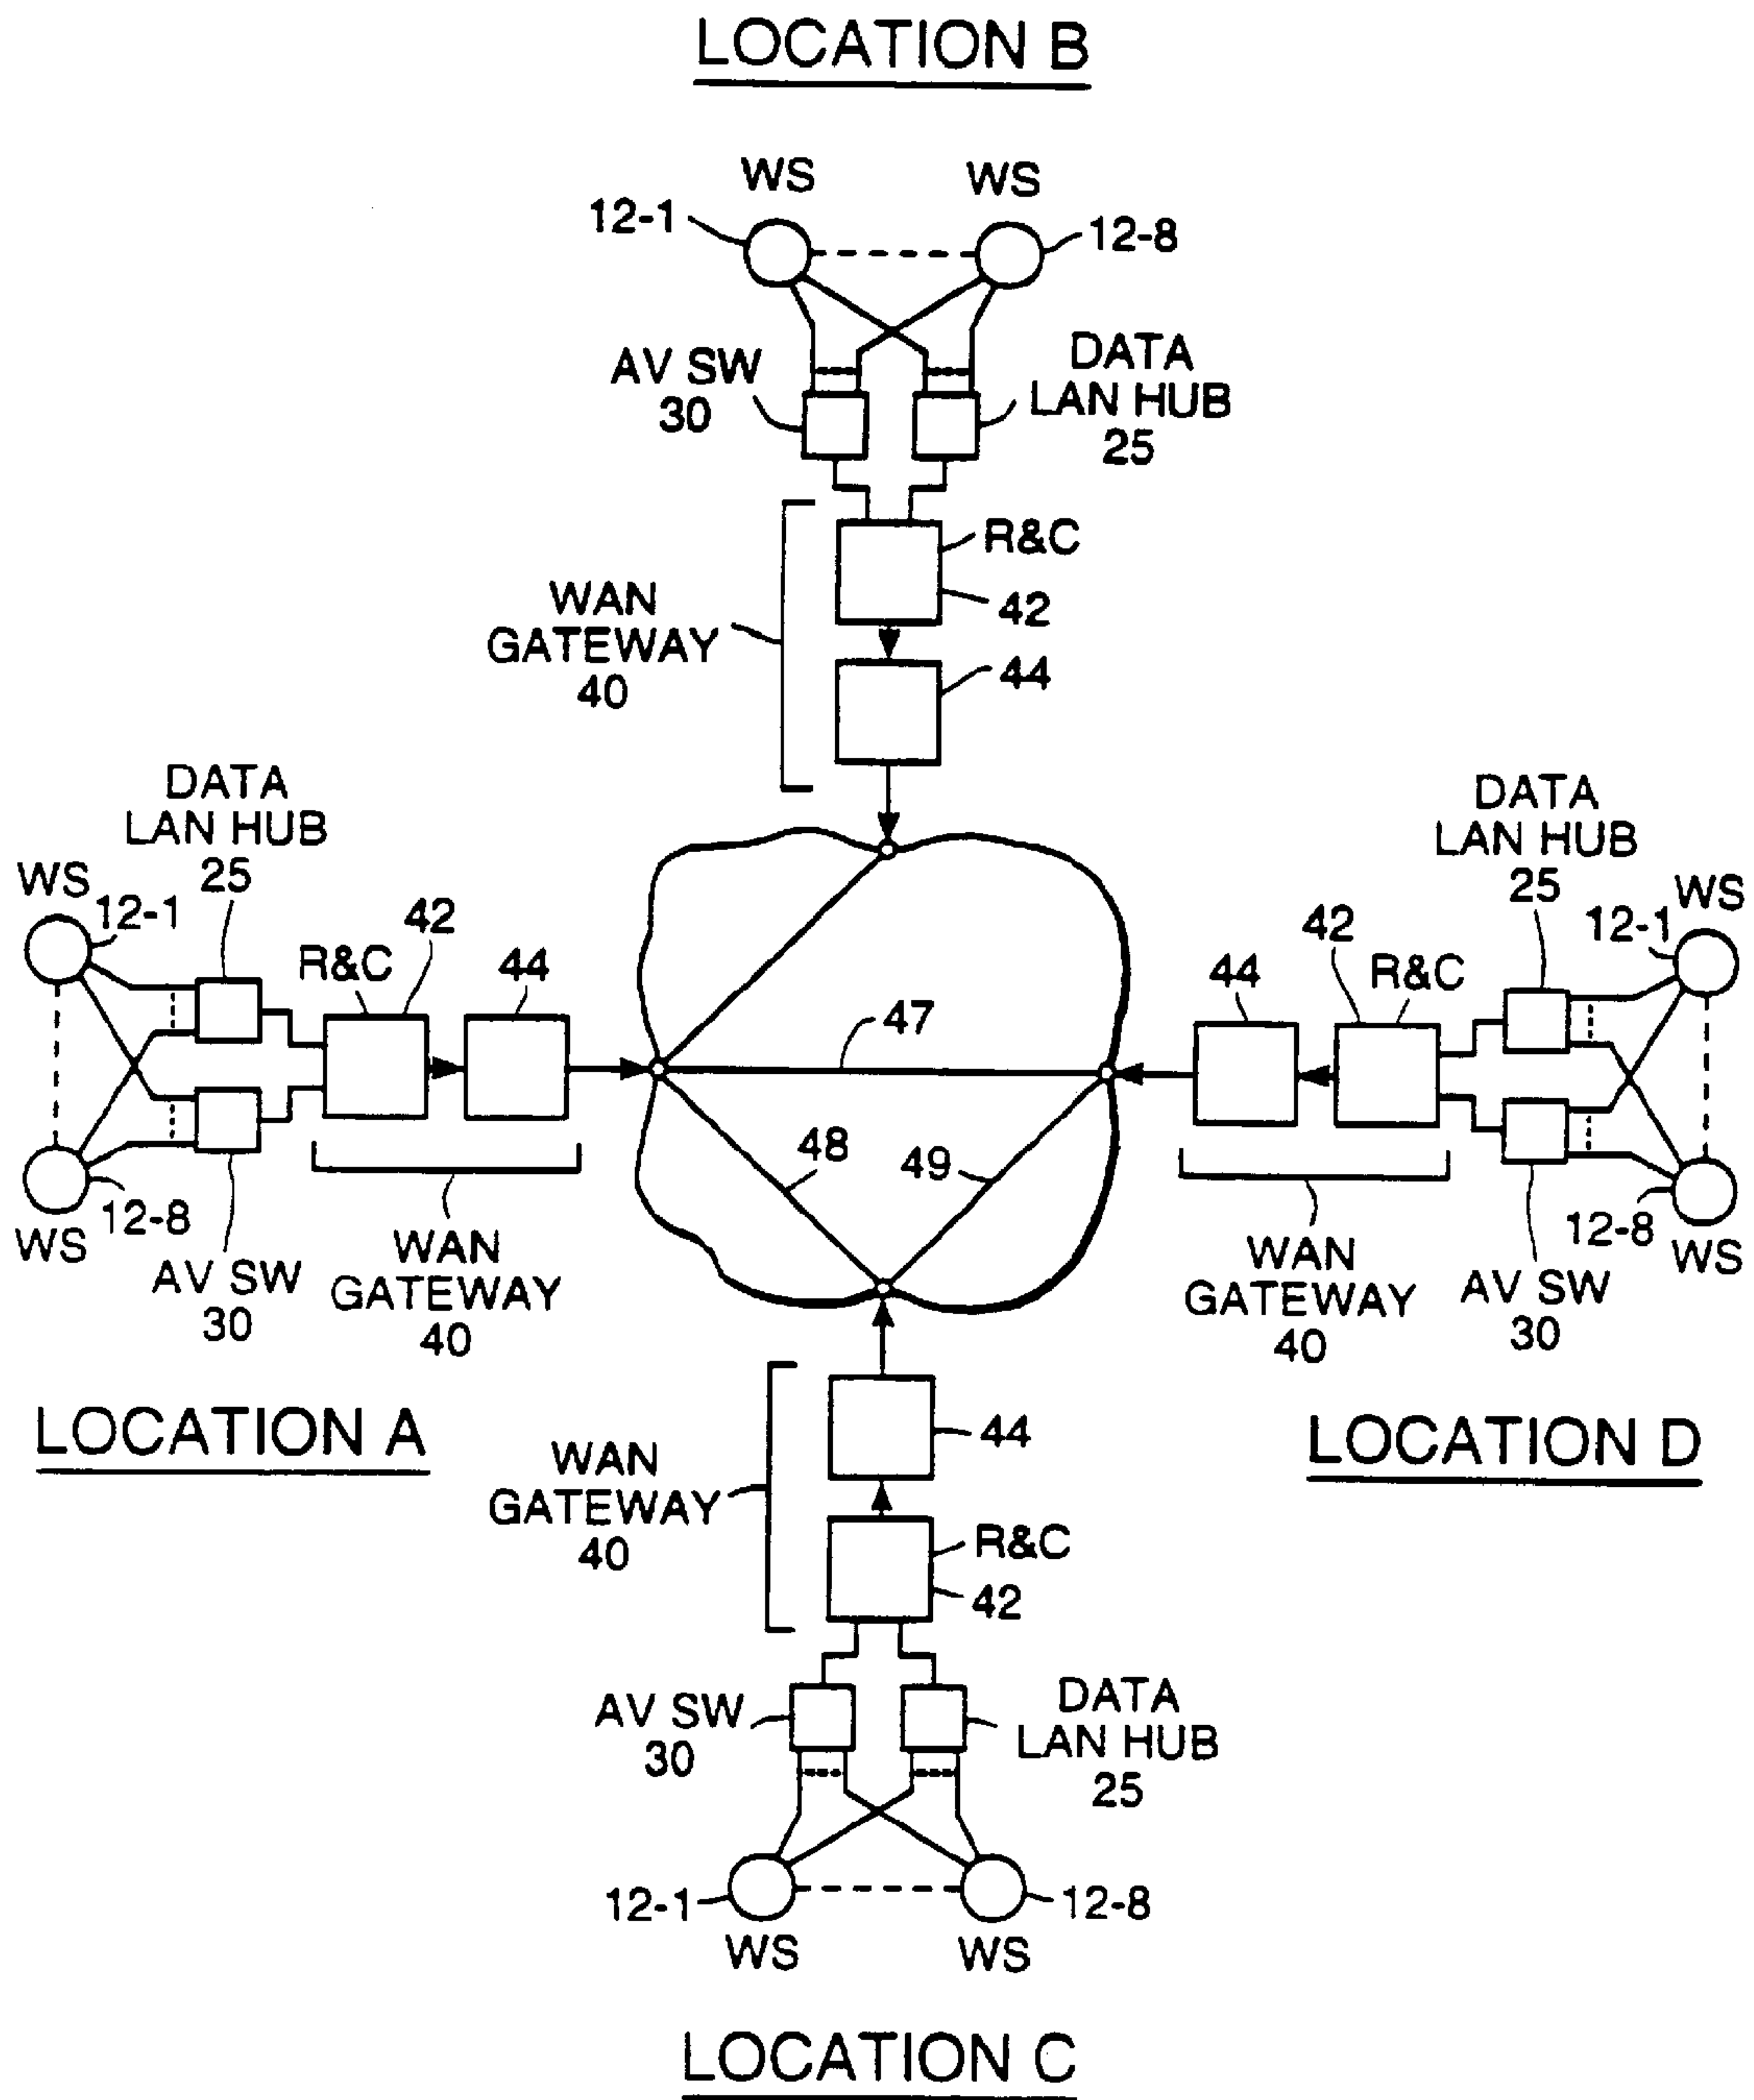 LOCATION B
WS
WS
12-1
12-8
AV SW
30
DATA
LAN HUB
25
R&C
42
WAN
GATEWAY
40
44
DATA
LAN HUB
25
WS
12-1
42
R&C
44
12-8
WS
AV SW
30
WAN
GATEWAY
40
LOCATION A
47
48
49
DATA
LAN HUB
25
WS
12-1
42
R&C
44
12-8
WS
WAN
GATEWAY
40
AV SW
30
LOCATION D
44
WAN
GATEWAY
40
R&C
42
AV SW
30
DATA
LAN HUB
25
12-1
12-8
WS
WS
LOCATION C